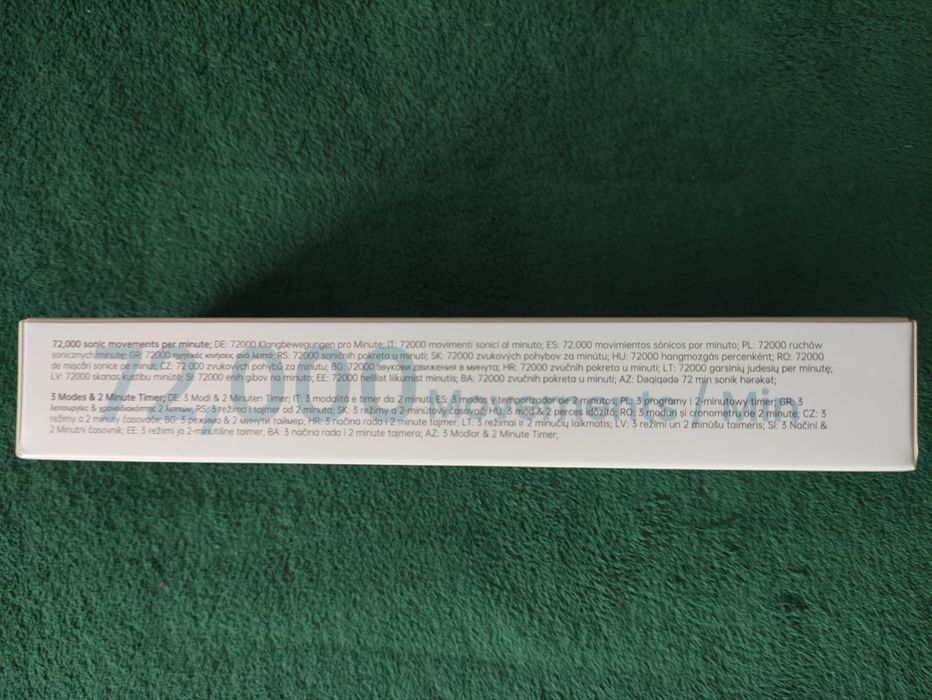 72,000 Movements / Min
72,000 sonic movements per minute; DE: 72000 Klangbewegungen pro Minute; IT: 72000 movimenti sonici al minuto; ES: 72.000 movimientos sónicos por minuto; PL: 72000 ruchów
sonicznych/minutę; GR: 72000 ηχητικές κινήσεις ανά λεπτό; RS: 72000 soničnih pokreta u minuti; SK: 72000 zvukových pohybov za minútu; HU: 72000 hangmozgás percenként; RO: 72000
de mișcări sonice pe minut; CZ: 72 000 zvukových pohybů za minutu; BG: 72000 звукови движения в минута; HR: 72000 zvučnih pokreta u minuti; LT: 72000 garsinių judesių per minutę;
LV: 72000 skaņas kustību minūtē; SI: 72000 zvočnih gibov na minuto; EE: 72000 helilist liikumist minutis; BA: 72000 zvučnih pokreta u minuti; AZ: Dəqiqədə 72 min sonik hərəkət;
3 Modes & 2 Minute Timer; DE: 3 Modi & 2 Minuten Timer; IT: 3 modalità e timer da 2 minuti; ES: 3 modos y temporizador de 2 minutos; PL: 3 programy i 2-minutowy timer; GR: 3
λειτουργίες & χρονοδιακόπτης 2 λεπτών; RS: 3 režima i tajmer od 2 minuta; SK: 3 režimy a 2-minútový časovač; HU: 3 mód & 2 perces időzítő; RO: 3 moduri și cronometru de 2 minute; CZ: 3
režimy a 2 minutový časovače; BG: 3 режима & 2 минути таймер; HR: 3 načina rada i 2 minute tajmer; LT: 3 režimai ir 2 minučių laikmatis; LV: 3 režīmi un 2 minūšu taimeris; SI: 3 Načini &
2 Minutni časovnik; EE: 3 režiimi ja 2-minutiline taimer; BA: 3 načina rada i 2 minute tajmera; AZ: 3 Modlar & 2 Minute Timer;